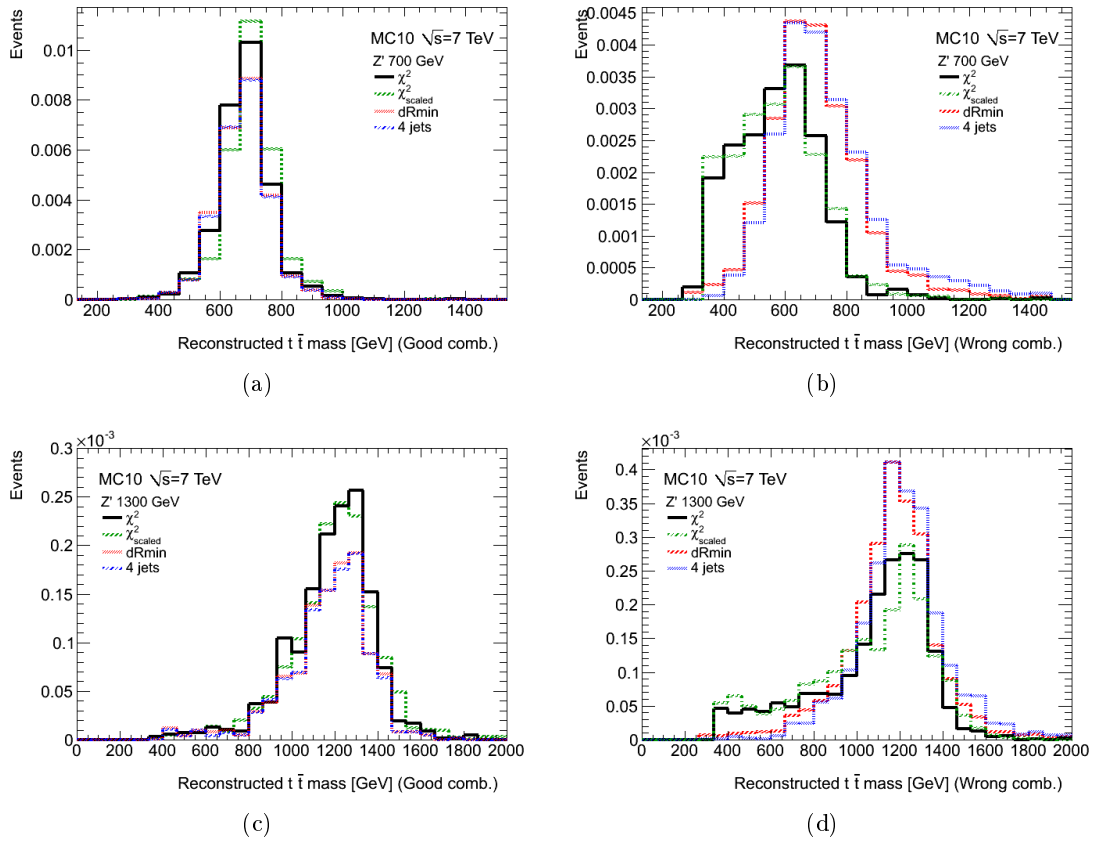 Events
0.01
0.008
0.006
0.004
0.002
0
200 400 600 800 1000 1200 1400
MC10 √s=7 TeV
Z' 700 GeV
χ²
χ²scaled
dRmin
4 jets
Reconstructed t t̄ mass [GeV] (Good comb.)
(a)
Events
0.0045
0.004
0.0035
0.003
0.0025
0.002
0.0015
0.001
0.0005
0
200 400 600 800 1000 1200 1400
MC10 √s=7 TeV
Z' 700 GeV
χ²
χ²scaled
dRmin
4 jets
Reconstructed t t̄ mass [GeV] (Wrong comb.)
(b)
Events
×10⁻³
0.3
0.25
0.2
0.15
0.1
0.05
0
0 200 400 600 800 1000 1200 1400 1600 1800 2000
MC10 √s=7 TeV
Z' 1300 GeV
χ²
χ²scaled
dRmin
4 jets
Reconstructed t t̄ mass [GeV] (Good comb.)
(c)
Events
×10⁻³
0.4
0.35
0.3
0.25
0.2
0.15
0.1
0.05
0
0 200 400 600 800 1000 1200 1400 1600 1800 2000
MC10 √s=7 TeV
Z' 1300 GeV
χ²
χ²scaled
dRmin
4 jets
Reconstructed t t̄ mass [GeV] (Wrong comb.)
(d)